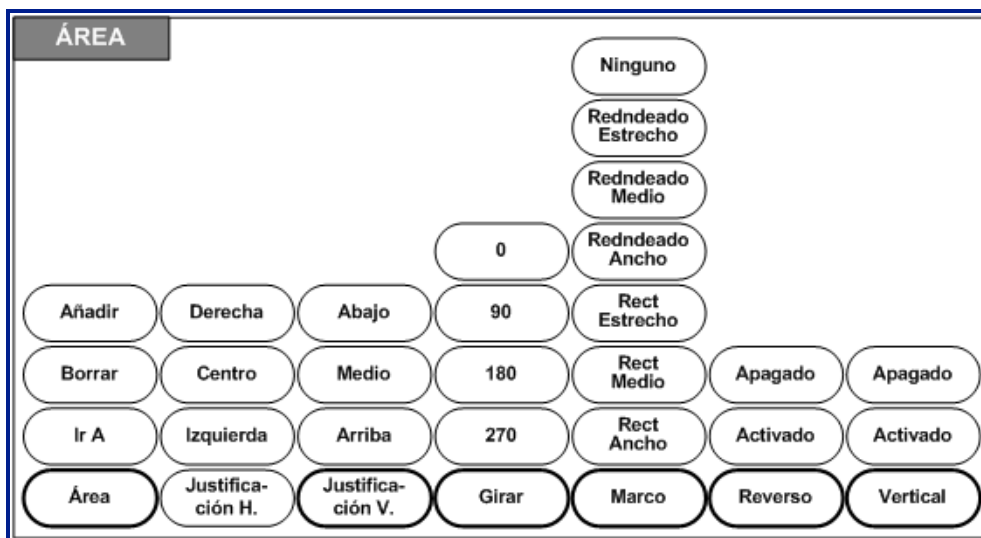 ÁREA
Ninguno
Redndeado
Estrecho
Redndeado
Medio
0
Redndeado
Ancho
Añadir
Derecha
Abajo
90
Rect
Estrecho
Borrar
Centro
Medio
180
Rect
Medio
Apagado
Apagado
Ir A
Izquierda
Arriba
270
Rect
Ancho
Activado
Activado
Área
Justifica-
ción H.
Justifica-
ción V.
Girar
Marco
Reverso
Vertical